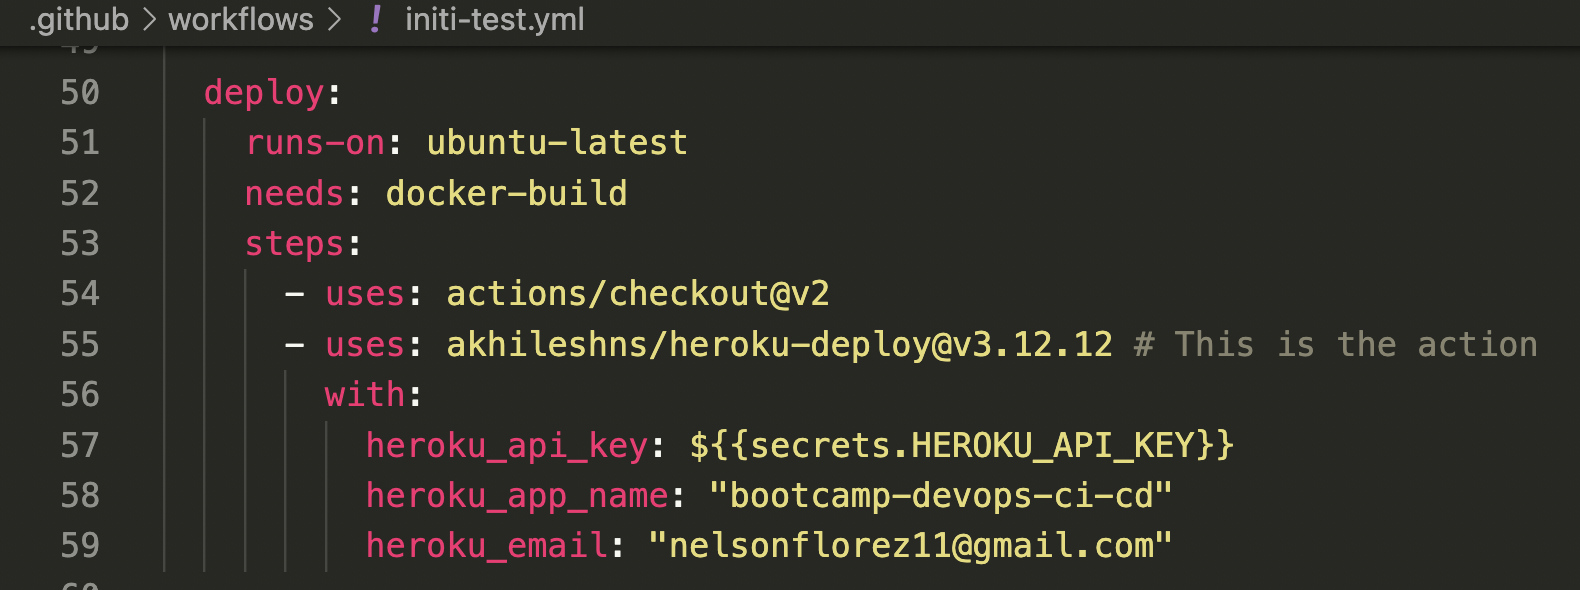 .github > workflows > ! initi-test.yml
49
50 deploy:
51 runs-on: ubuntu-latest
52 needs: docker-build
53 steps:
54 - uses: actions/checkout@v2
55 - uses: akhileshns/heroku-deploy@v3.12.12 # This is the action
56 with:
57 heroku_api_key: ${{secrets.HEROKU_API_KEY}}
58 heroku_app_name: "bootcamp-devops-ci-cd"
59 heroku_email: "nelsonflorez11@gmail.com"
60